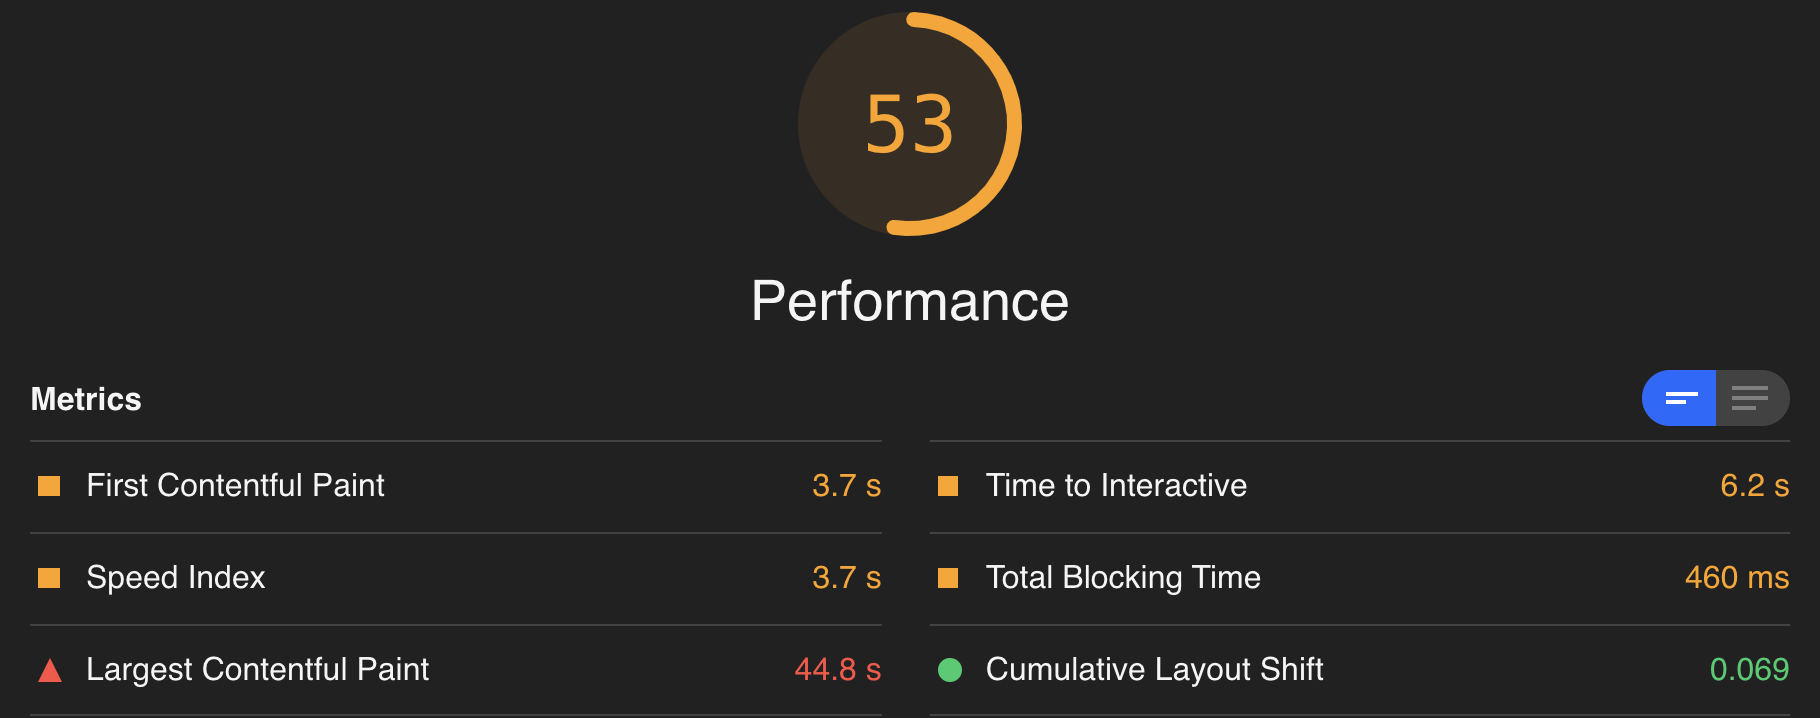 53
Performance
Metrics
First Contentful Paint 3.7 s
Time to Interactive 6.2 s
Speed Index 3.7 s
Total Blocking Time 460 ms
Largest Contentful Paint 44.8 s
Cumulative Layout Shift 0.069